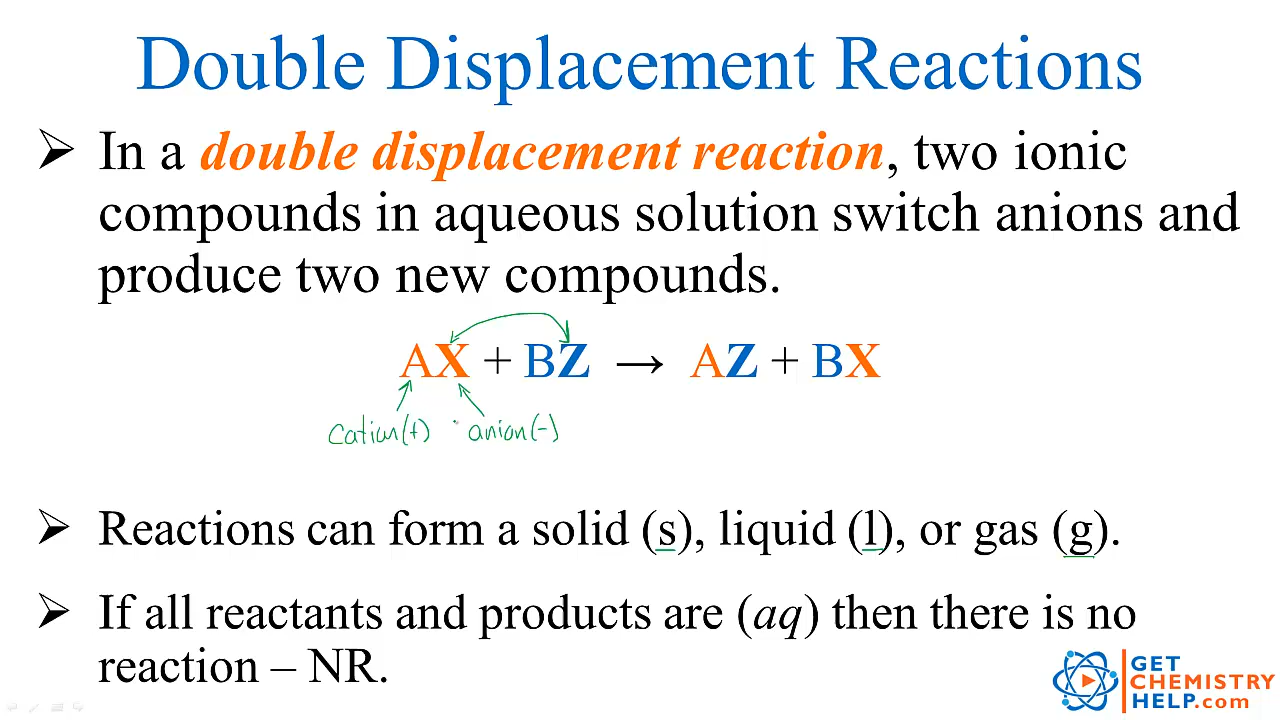 Double Displacement Reactions
➢ In a double displacement reaction, two ionic
compounds in aqueous solution switch anions and
produce two new compounds.
AX + BZ → AZ + BX
cation(+) anion(-)
➢ Reactions can form a solid (s), liquid (l), or gas (g).
➢ If all reactants and products are (aq) then there is no
reaction – NR.
GET
CHEMISTRY
HELP.com